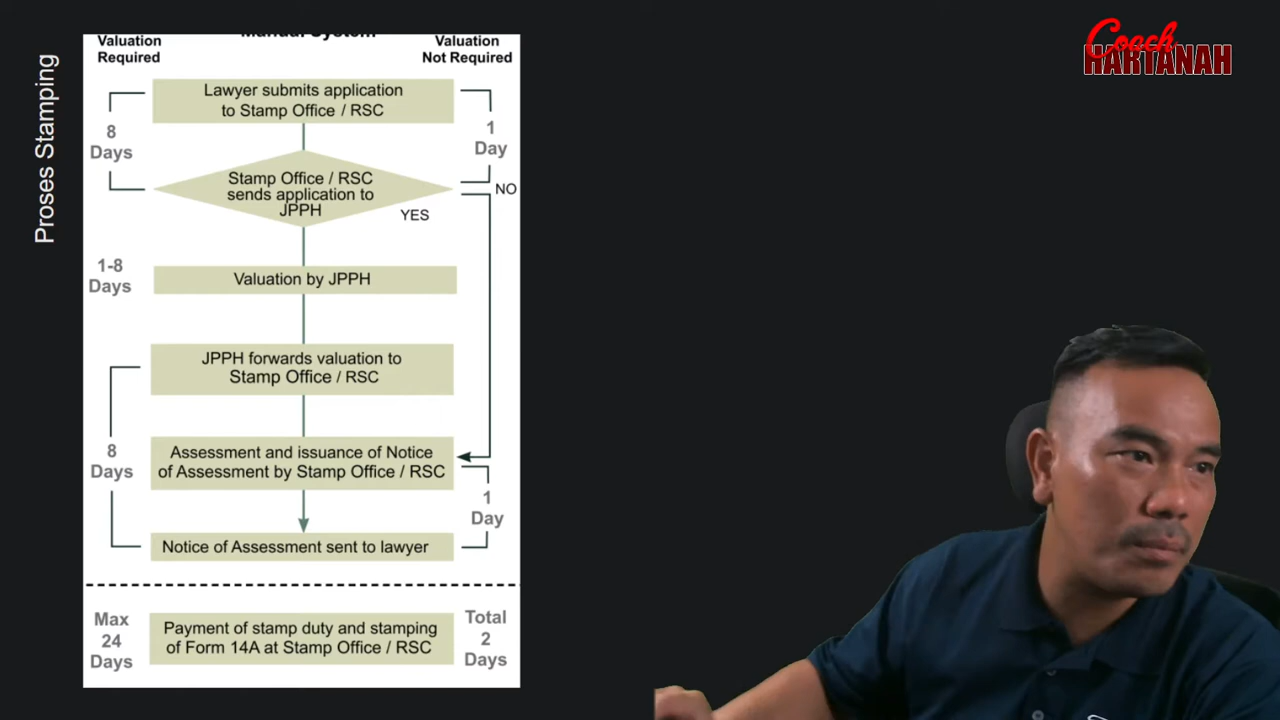 Proses Stamping
Manual System
Valuation
Required
Valuation
Not Required
Lawyer submits application
to Stamp Office / RSC
8
Days
1
Day
Stamp Office / RSC
sends application to
JPPH
NO
YES
1-8
Days
Valuation by JPPH
JPPH forwards valuation to
Stamp Office / RSC
8
Days
Assessment and issuance of Notice
of Assessment by Stamp Office / RSC
1
Day
Notice of Assessment sent to lawyer
Max
24
Days
Payment of stamp duty and stamping
of Form 14A at Stamp Office / RSC
Total
2
Days
Coach
HARTANAH